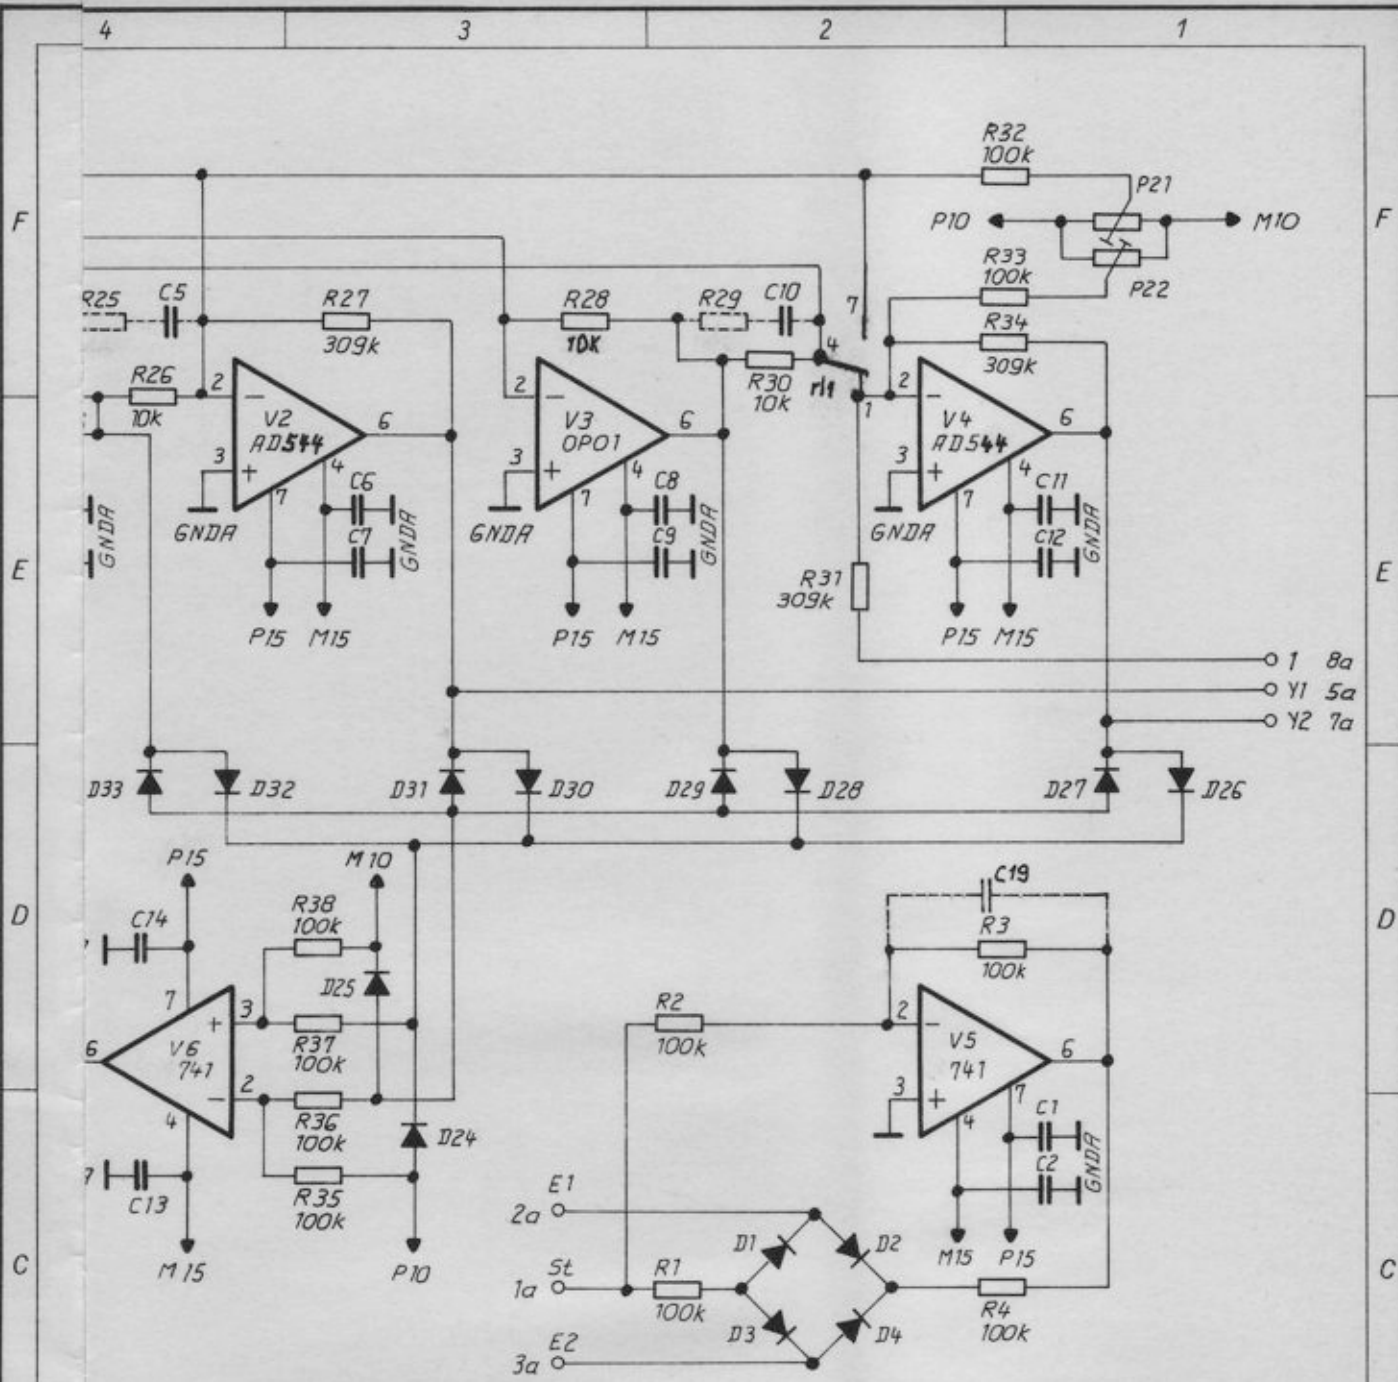 4 3 2 1
R32
100k
P21
F P10 M10 F
R33
100k
P22
R25 C5 R27 R28 R29 C10 7 R34
309k 10K 4 309k
R26 2 2 R30 r/1 2
10k V2 6 V3 6 10k 1 V4 6
AD544 OP01 AD544
3 4 C6 3 4 C8 3 4 C11
7 7 7
GNDA GNDA C7 GNDA GNDA C9 GNDA GNDA C12 GNDA
E R31 E
309k
P15 M15 P15 M15 P15 M15
1 8a
Y1 5a
Y2 7a
D33 D32 D31 D30 D29 D28 D27 D26
P15 M10
C19
D C14 R38 R3 D
100k 100k
7 D25
3 R2 2
6 V6 R37 100k V5 6
741 100k 741
2 3 7
4 R36 4 C1
100k D24
C13 R35 C2 GNDA
100k E1
2a
C M15 P10 D1 D2 M15 P15 C
St
1a R1 R4
100k 100k
D3 D4
E2
3a